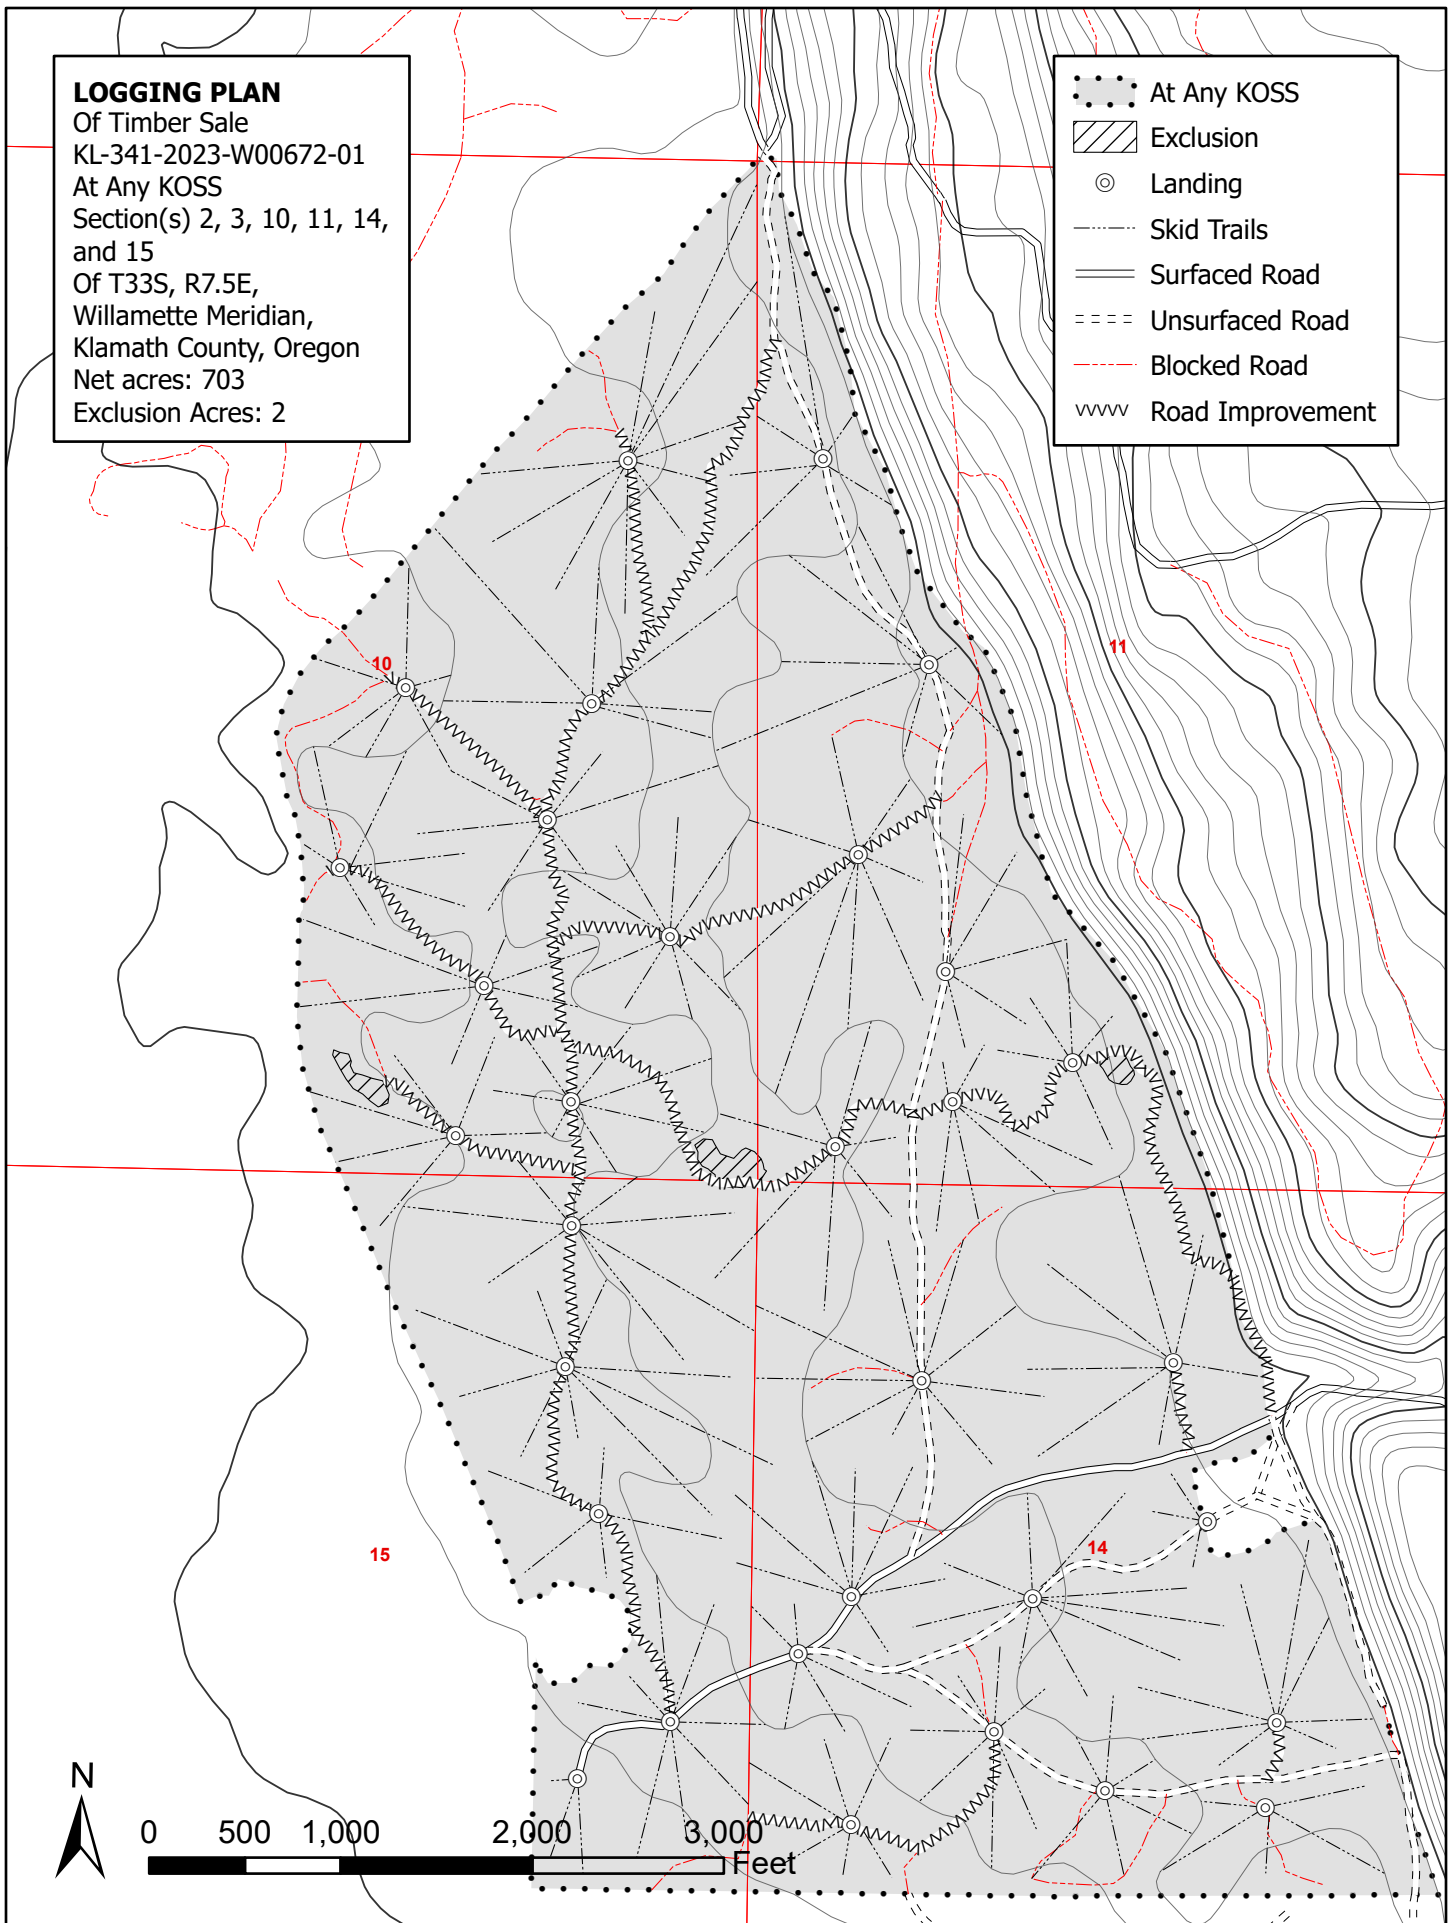 LOGGING PLAN
Of Timber Sale
KL-341-2023-W00672-01
At Any KOSS
Section(s) 2, 3, 10, 11, 14,
and 15
Of T33S, R7.5E,
Willamette Meridian,
Klamath County, Oregon
Net acres: 703
Exclusion Acres: 2
At Any KOSS
Exclusion
Landing
Skid Trails
Surfaced Road
Unsurfaced Road
Blocked Road
Road Improvement
10
11
15
14
N
0 500 1,000 2,000 3,000
Feet